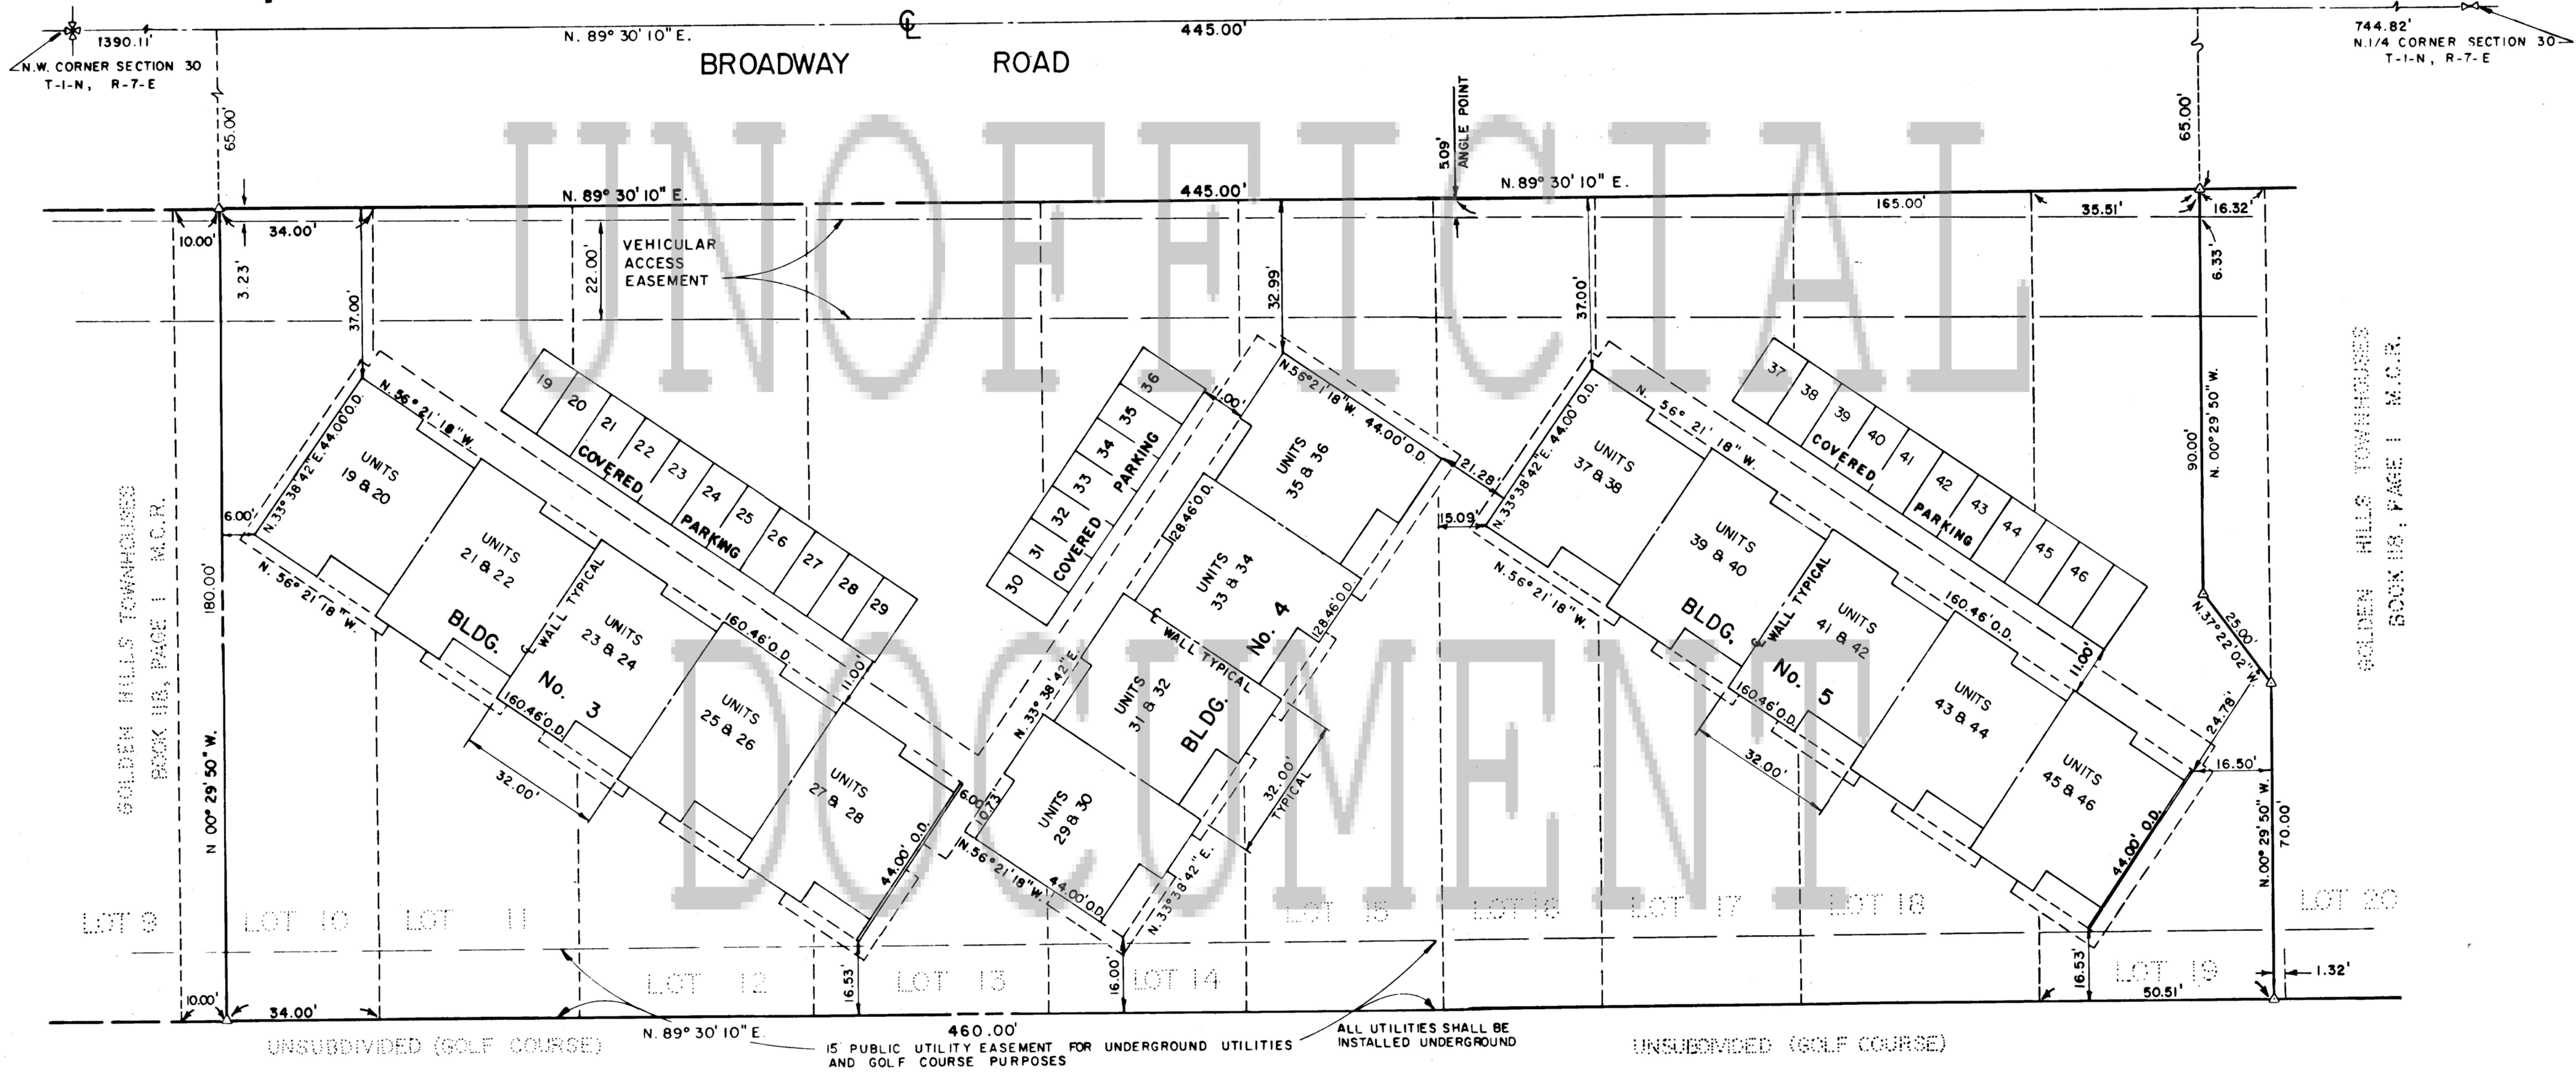 1390.11'
N.W. CORNER SECTION 30
T-1-N, R-7-E
N. 89° 30' 10" E.
℄
445.00'
744.82'
N.1/4 CORNER SECTION 30
T-1-N, R-7-E
BROADWAY ROAD
65.00'
65.00'
5.09'
ANGLE POINT
UNOFFICIAL
DOCUMENT
N. 89° 30' 10" E.
445.00'
N. 89° 30' 10" E.
10.00'
34.00'
165.00'
35.51'
16.32'
3.23'
37.00'
22.00'
VEHICULAR
ACCESS
EASEMENT
32.99'
37.00'
6.33'
N. 56° 21' 18" W.
N. 33° 38' 42" E. 44.00' O.D.
19
20
21
22
23
24
25
26
27
28
29
COVERED
PARKING
UNITS
19 & 20
UNITS
21 & 22
UNITS
23 & 24
UNITS
25 & 26
UNITS
27 & 28
BLDG.
No. 3
℄ WALL TYPICAL
160.46' O.D.
160.46' O.D.
11.00'
32.00'
6.00'
N. 56° 21' 18" W.
180.00'
N 00° 29' 50" W.
GOLDEN HILLS TOWNHOUSES
BOOK 118, PAGE 1 M.C.R.
44.00' O.D.
6.00'
10.73'
36
35
34
33
32
31
30
COVERED
PARKING
11.00'
N. 56° 21' 18" W. 44.00' O.D.
UNITS
35 & 36
UNITS
33 & 34
UNITS
31 & 32
UNITS
29 & 30
BLDG.
No. 4
℄ WALL TYPICAL
128.46' O.D.
128.46' O.D.
N. 33° 38' 42" E.
32.00'
TYPICAL
N. 56° 21' 18" W.
44.00' O.D.
N. 33° 38' 42" E.
21.28'
15.09'
N. 33° 38' 42" E. 44.00' O.D.
N. 56° 21' 18" W.
37
38
39
40
41
42
43
44
45
46
COVERED
PARKING
UNITS
37 & 38
UNITS
39 & 40
UNITS
41 & 42
UNITS
43 & 44
UNITS
45 & 46
BLDG.
No. 5
℄ WALL TYPICAL
160.46' O.D.
160.46' O.D.
11.00'
32.00'
N. 56° 21' 18" W.
44.00' O.D.
90.00'
N. 00° 29' 50" W.
25.00'
N. 37° 22' 02" W.
24.78'
16.50'
N. 00° 29' 50" W.
70.00'
GOLDEN HILLS TOWNHOUSES
BOOK 118, PAGE 1 M.C.R.
LOT 9
LOT 10
LOT 11
LOT 12
LOT 13
LOT 14
LOT 15
LOT 16
LOT 17
LOT 18
LOT 19
LOT 20
16.53'
16.00'
16.53'
1.32'
10.00'
34.00'
50.51'
N. 89° 30' 10" E.
460.00'
UNSUBDIVIDED (GOLF COURSE)
15' PUBLIC UTILITY EASEMENT FOR UNDERGROUND UTILITIES
AND GOLF COURSE PURPOSES
ALL UTILITIES SHALL BE
INSTALLED UNDERGROUND
UNSUBDIVIDED (GOLF COURSE)